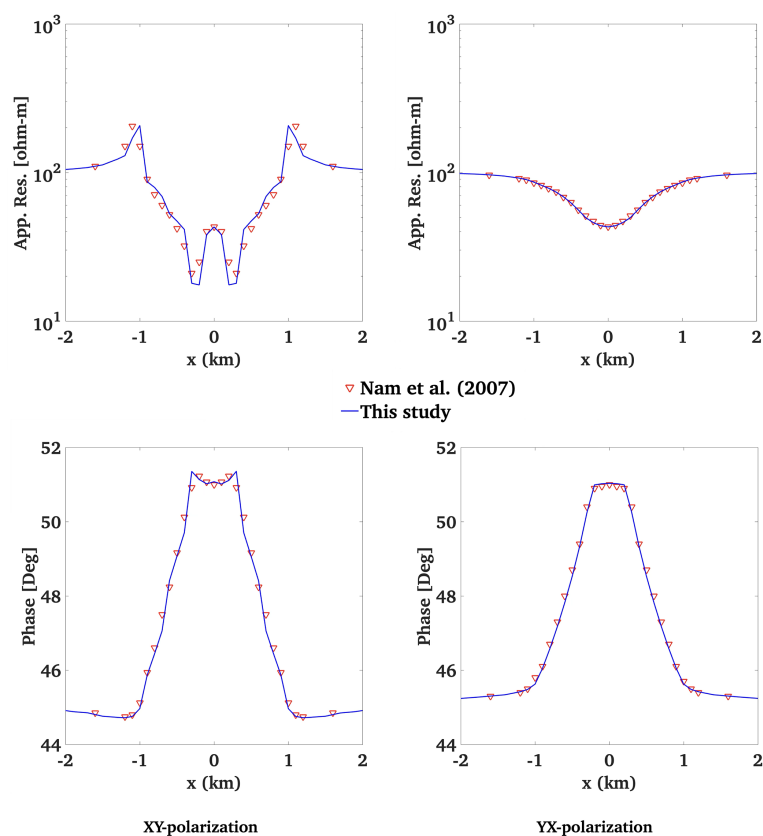 10³ 10³
App. Res. [ohm-m] App. Res. [ohm-m]
10² 10²
10¹ 10¹
-2 -1 0 1 2 -2 -1 0 1 2
x (km) x (km)
Nam et al. (2007)
This study
52 52
50 50
Phase [Deg] Phase [Deg]
48 48
46 46
44 44
-2 -1 0 1 2 -2 -1 0 1 2
x (km) x (km)
XY-polarization YX-polarization